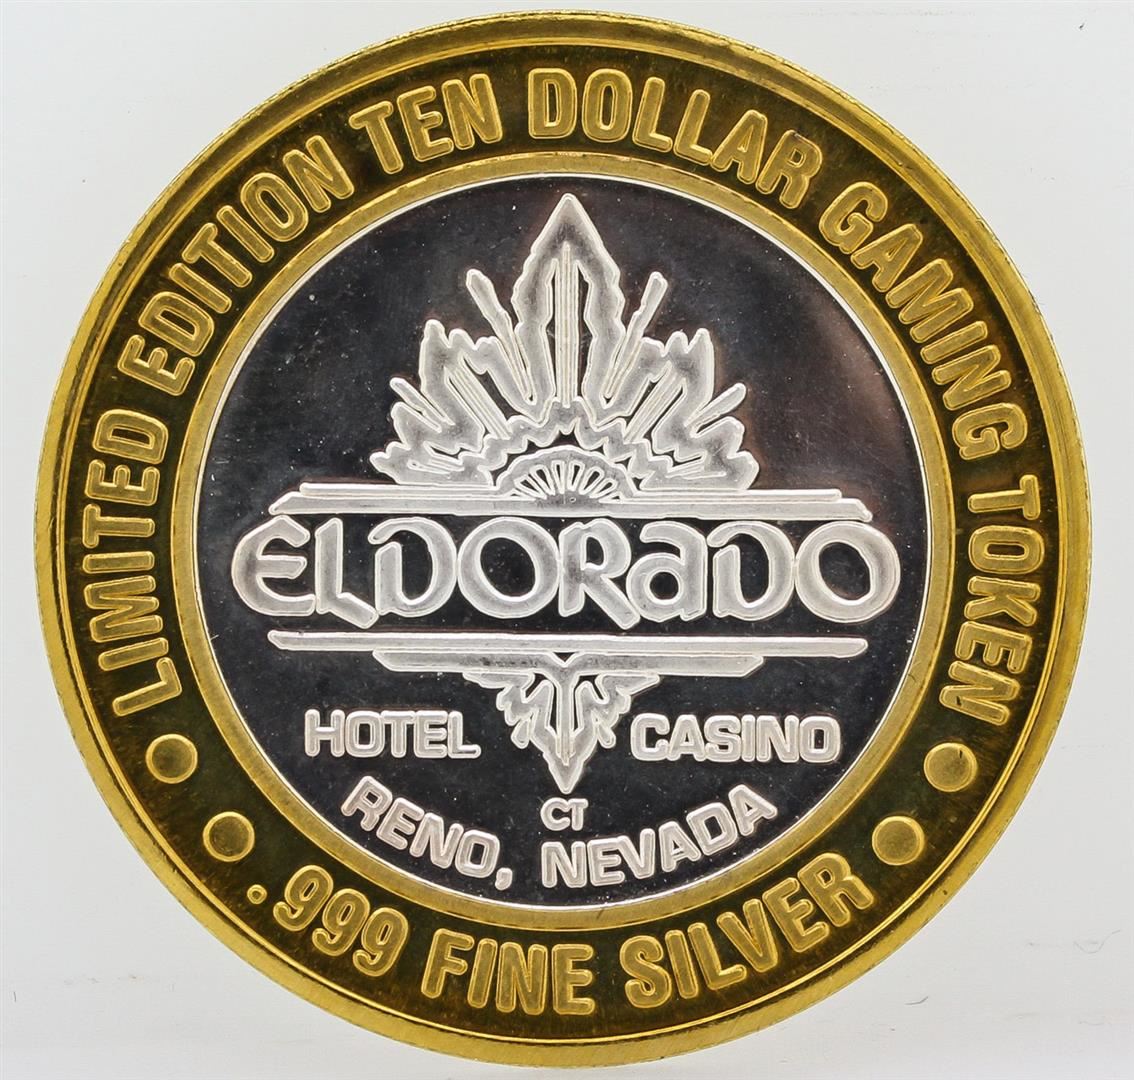 LIMITED EDITION TEN DOLLAR GAMING TOKEN
ELDORADO
HOTEL CASINO
CT
RENO, NEVADA
.999 FINE SILVER